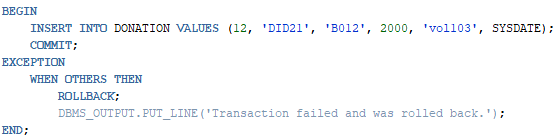 BEGIN
INSERT INTO DONATION VALUES (12, 'DID21', 'B012', 2000, 'vol103', SYSDATE);
COMMIT;
EXCEPTION
WHEN OTHERS THEN
ROLLBACK;
DBMS_OUTPUT.PUT_LINE('Transaction failed and was rolled back.');
END;